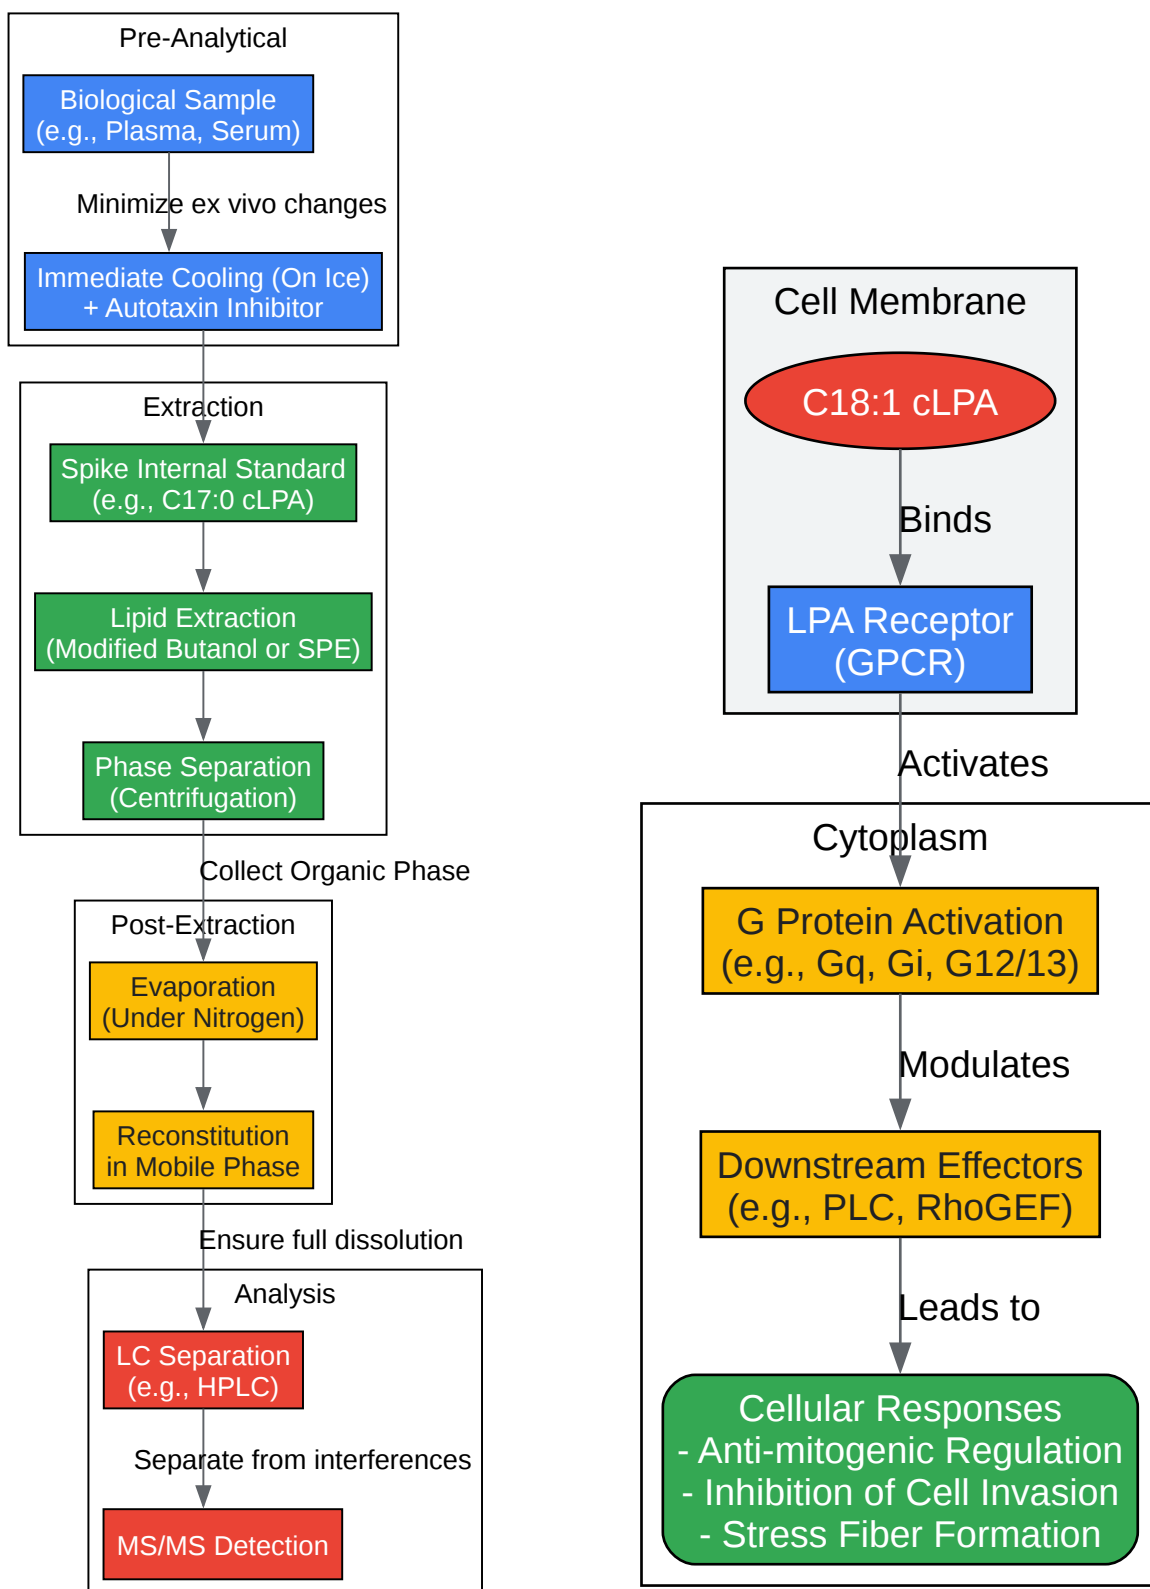 Pre-Analytical
Biological Sample
(e.g., Plasma, Serum)
Minimize ex vivo changes
Immediate Cooling (On Ice)
+ Autotaxin Inhibitor
Extraction
Spike Internal Standard
(e.g., C17:0 cLPA)
Lipid Extraction
(Modified Butanol or SPE)
Phase Separation
(Centrifugation)
Collect Organic Phase
Post-Extraction
Evaporation
(Under Nitrogen)
Reconstitution
in Mobile Phase
Ensure full dissolution
Analysis
LC Separation
(e.g., HPLC)
Separate from interferences
MS/MS Detection
Cell Membrane
C18:1 cLPA
Binds
LPA Receptor
(GPCR)
Activates
Cytoplasm
G Protein Activation
(e.g., Gq, Gi, G12/13)
Modulates
Downstream Effectors
(e.g., PLC, RhoGEF)
Leads to
Cellular Responses
- Anti-mitogenic Regulation
- Inhibition of Cell Invasion
- Stress Fiber Formation